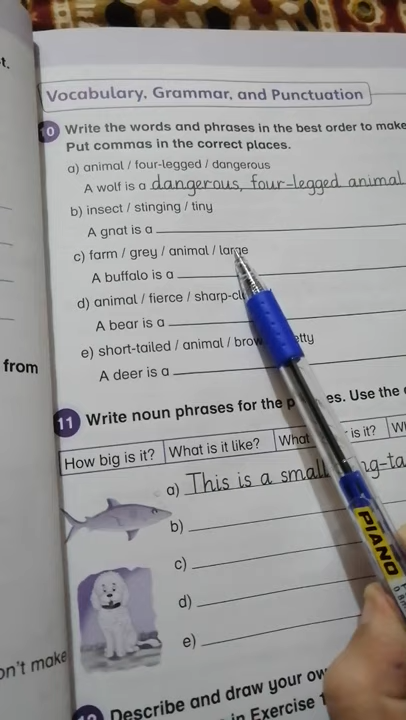 t.
Vocabulary, Grammar, and Punctuation
10 Write the words and phrases in the best order to make
Put commas in the correct places.
a) animal / four-legged / dangerous
A wolf is a dangerous, four-legged animal
b) insect / stinging / tiny
A gnat is a
c) farm / grey / animal / large
A buffalo is a
d) animal / fierce / sharp-cl
A bear is a
e) short-tailed / animal / brow etty
A deer is a
from
11 Write noun phrases for the p es. Use the
How big is it? What is it like? What is it?
a) This is a small ng-ta
b)
c)
d)
e)
on't make
Describe and draw your ow
in Exercise 1
PIANO